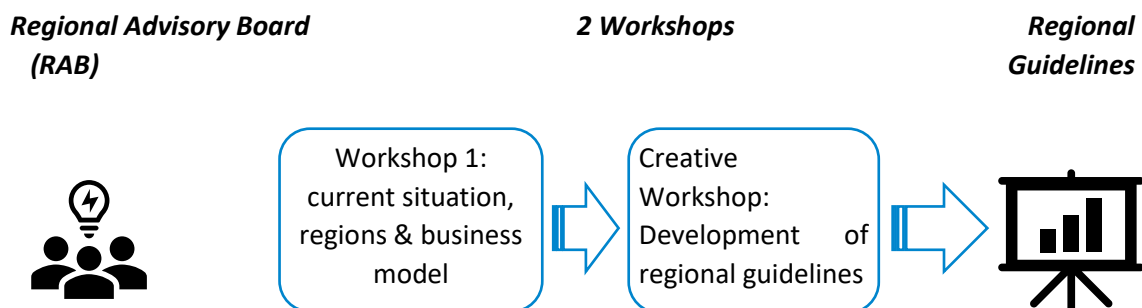 Regional Advisory Board
(RAB)
2 Workshops
Regional
Guidelines
Workshop 1:
current situation,
regions & business
model
Creative
Workshop:
Development of
regional guidelines